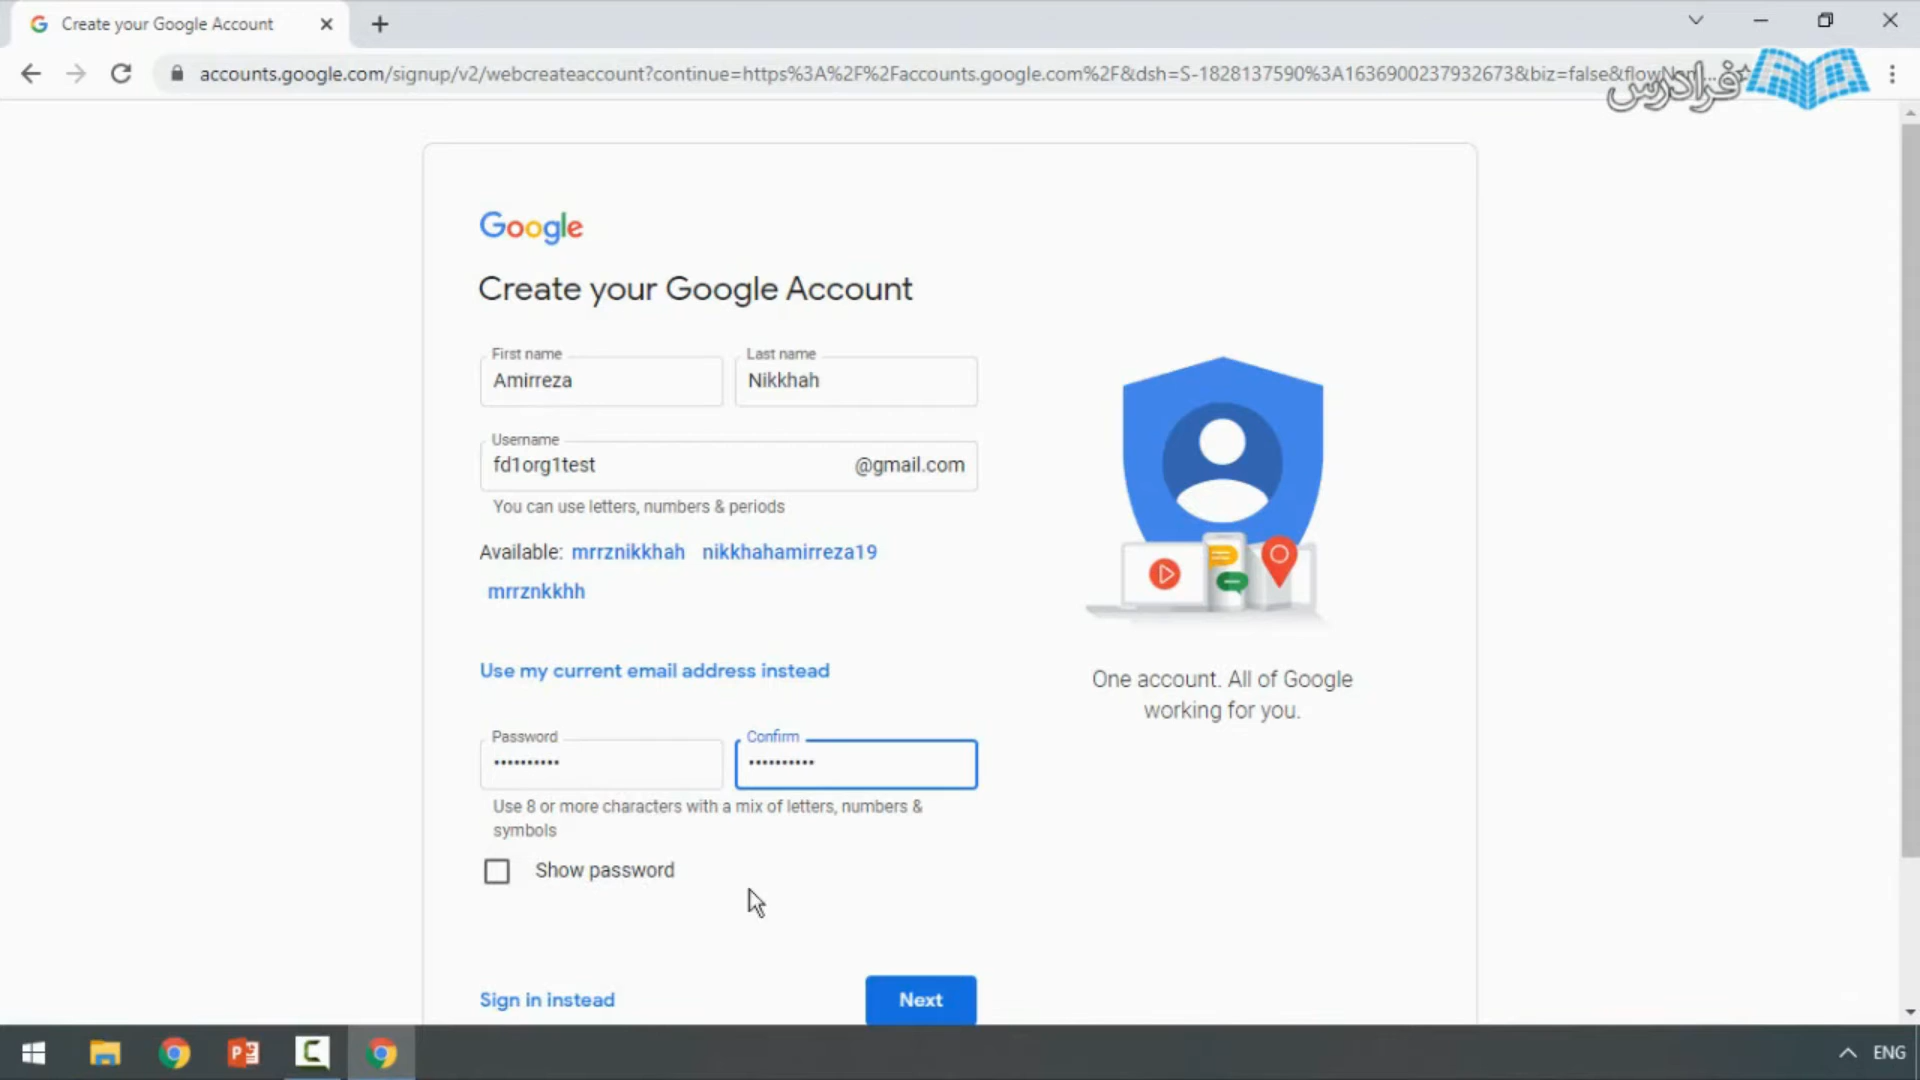 Create your Google Account
accounts.google.com/signup/v2/webcreateaccount?continue=https%3A%2F%2Faccounts.google.com%2F&dsh=S-1828137590%3A1636900237932673&biz=false&flowNam...
فرادرس
Google
Create your Google Account
First name
Last name
Amirreza
Nikkhah
Username
fd1org1test @gmail.com
You can use letters, numbers & periods
Available: mrrznikkhah nikkhahamirreza19
mrrznkkhh
Use my current email address instead
One account. All of Google
working for you.
Password
Confirm
••••••••••
••••••••••
Use 8 or more characters with a mix of letters, numbers &
symbols
Show password
Sign in instead
Next
ENG